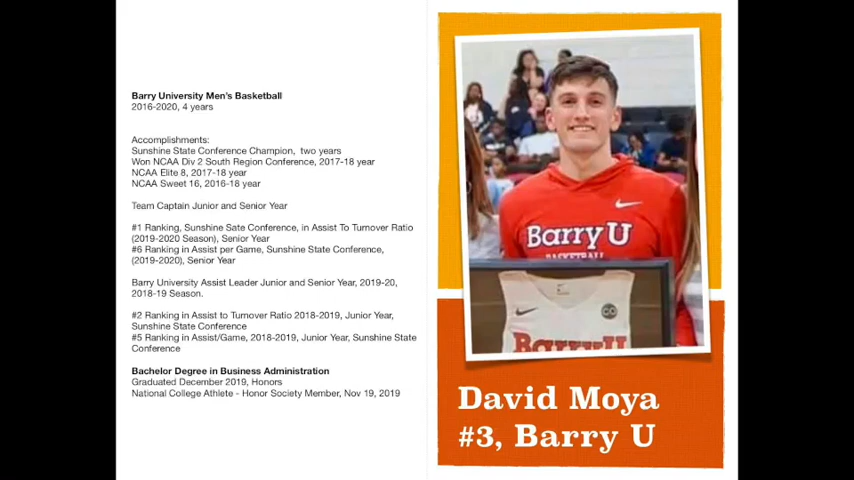 Barry University Men's Basketball
2016-2020, 4 years
Accomplishments:
Sunshine State Conference Champion, two years
Won NCAA Div 2 South Region Conference, 2017-18 year
NCAA Elite 8, 2017-18 year
NCAA Sweet 16, 2016-18 year
Team Captain Junior and Senior Year
#1 Ranking, Sunshine Sate Conference, in Assist To Turnover Ratio
(2019-2020 Season), Senior Year
#6 Ranking in Assist per Game, Sunshine State Conference,
(2019-2020), Senior Year
Barry University Assist Leader Junior and Senior Year, 2019-20,
2018-19 Season.
#2 Ranking in Assist to Turnover Ratio 2018-2019, Junior Year,
Sunshine State Conference
#5 Ranking in Assist/Game, 2018-2019, Junior Year, Sunshine State
Conference
Bachelor Degree in Business Administration
Graduated December 2019, Honors
National College Athlete - Honor Society Member, Nov 19, 2019
Barry U
BASKETBALL
Barry U
David Moya
#3, Barry U